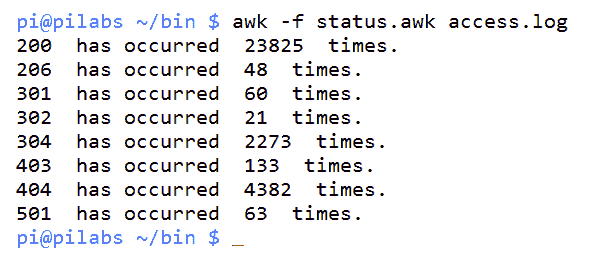 pi@pilabs ~/bin $ awk -f status.awk access.log
200  has occurred  23825  times.
206  has occurred  48  times.
301  has occurred  60  times.
302  has occurred  21  times.
304  has occurred  2273  times.
403  has occurred  133  times.
404  has occurred  4382  times.
501  has occurred  63  times.
pi@pilabs ~/bin $ _